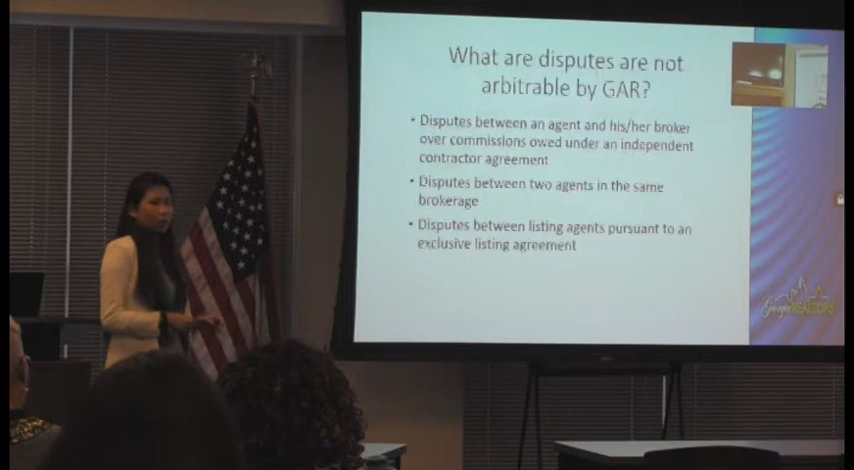 What are disputes are not
arbitrable by GAR?
• Disputes between an agent and his/her broker
over commissions owed under an independent
contractor agreement
• Disputes between two agents in the same
brokerage
• Disputes between listing agents pursuant to an
exclusive listing agreement
Georgia REALTORS